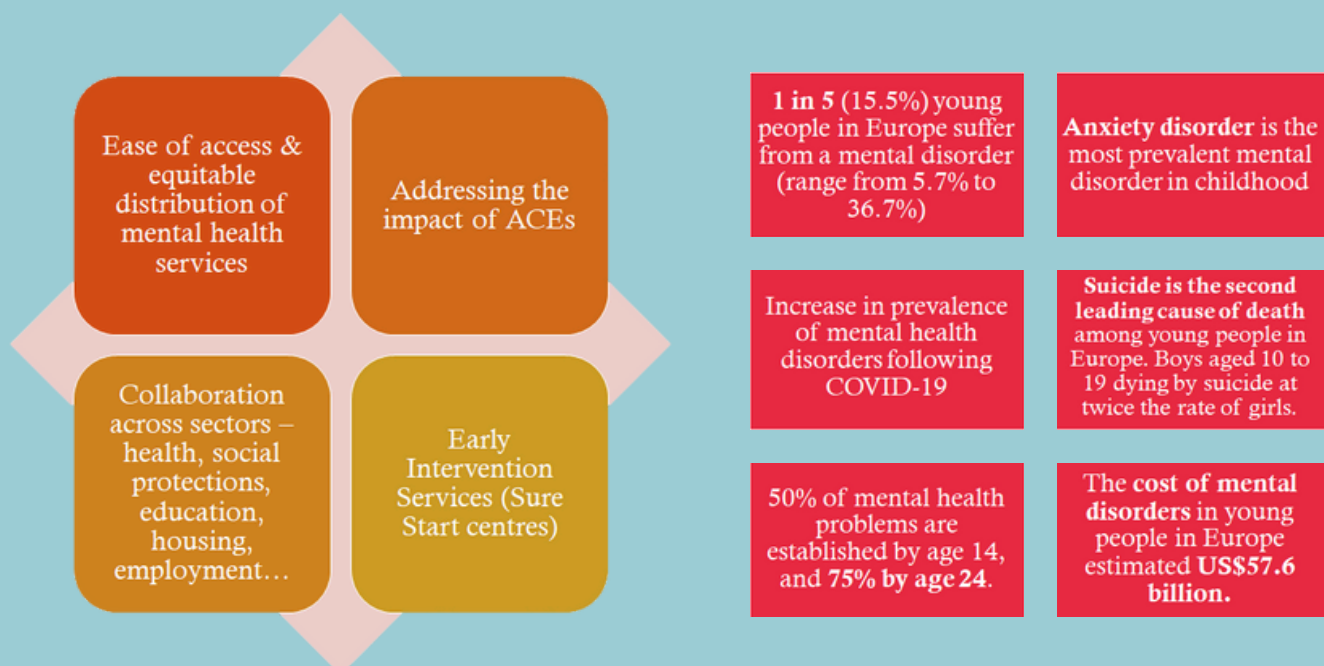 Ease of access &
equitable
distribution of
mental health
services
Addressing the
impact of ACEs
Collaboration
across sectors –
health, social
protections,
education,
housing,
employment…
Early
Intervention
Services (Sure
Start centres)
1 in 5 (15.5%) young
people in Europe suffer
from a mental disorder
(range from 5.7% to
36.7%)
Anxiety disorder is the
most prevalent mental
disorder in childhood
Increase in prevalence
of mental health
disorders following
COVID-19
Suicide is the second
leading cause of death
among young people in
Europe. Boys aged 10 to
19 dying by suicide at
twice the rate of girls.
50% of mental health
problems are
established by age 14,
and 75% by age 24.
The cost of mental
disorders in young
people in Europe
estimated US$57.6
billion.